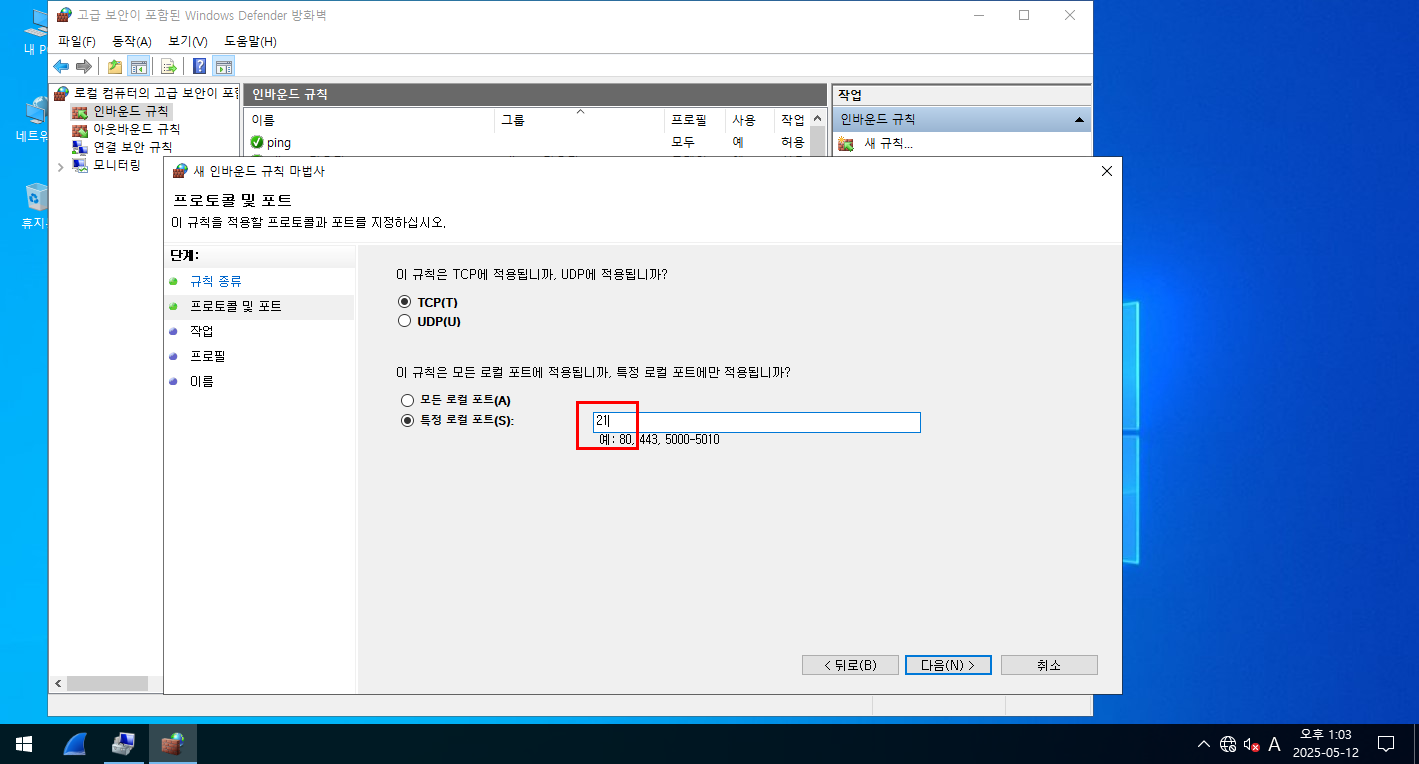 고급 보안이 포함된 Windows Defender 방화벽
파일(F) 동작(A) 보기(V) 도움말(H)
내 P
네트워
휴지
로컬 컴퓨터의 고급 보안이 포함
인바운드 규칙
아웃바운드 규칙
연결 보안 규칙
모니터링
인바운드 규칙
이름 그룹 프로필 사용 작업
ping 모두 예 허용
작업
인바운드 규칙
새 규칙...
새 인바운드 규칙 마법사
프로토콜 및 포트
이 규칙을 적용할 프로토콜과 포트를 지정하십시오.
단계:
규칙 종류
프로토콜 및 포트
작업
프로필
이름
이 규칙은 TCP에 적용됩니까, UDP에 적용됩니까?
TCP(T)
UDP(U)
이 규칙은 모든 로컬 포트에 적용됩니까, 특정 로컬 포트에만 적용됩니까?
모든 로컬 포트(A)
특정 로컬 포트(S): 21
예: 80, 443, 5000-5010
< 뒤로(B) 다음(N) > 취소
A
오후 1:03
2025-05-12